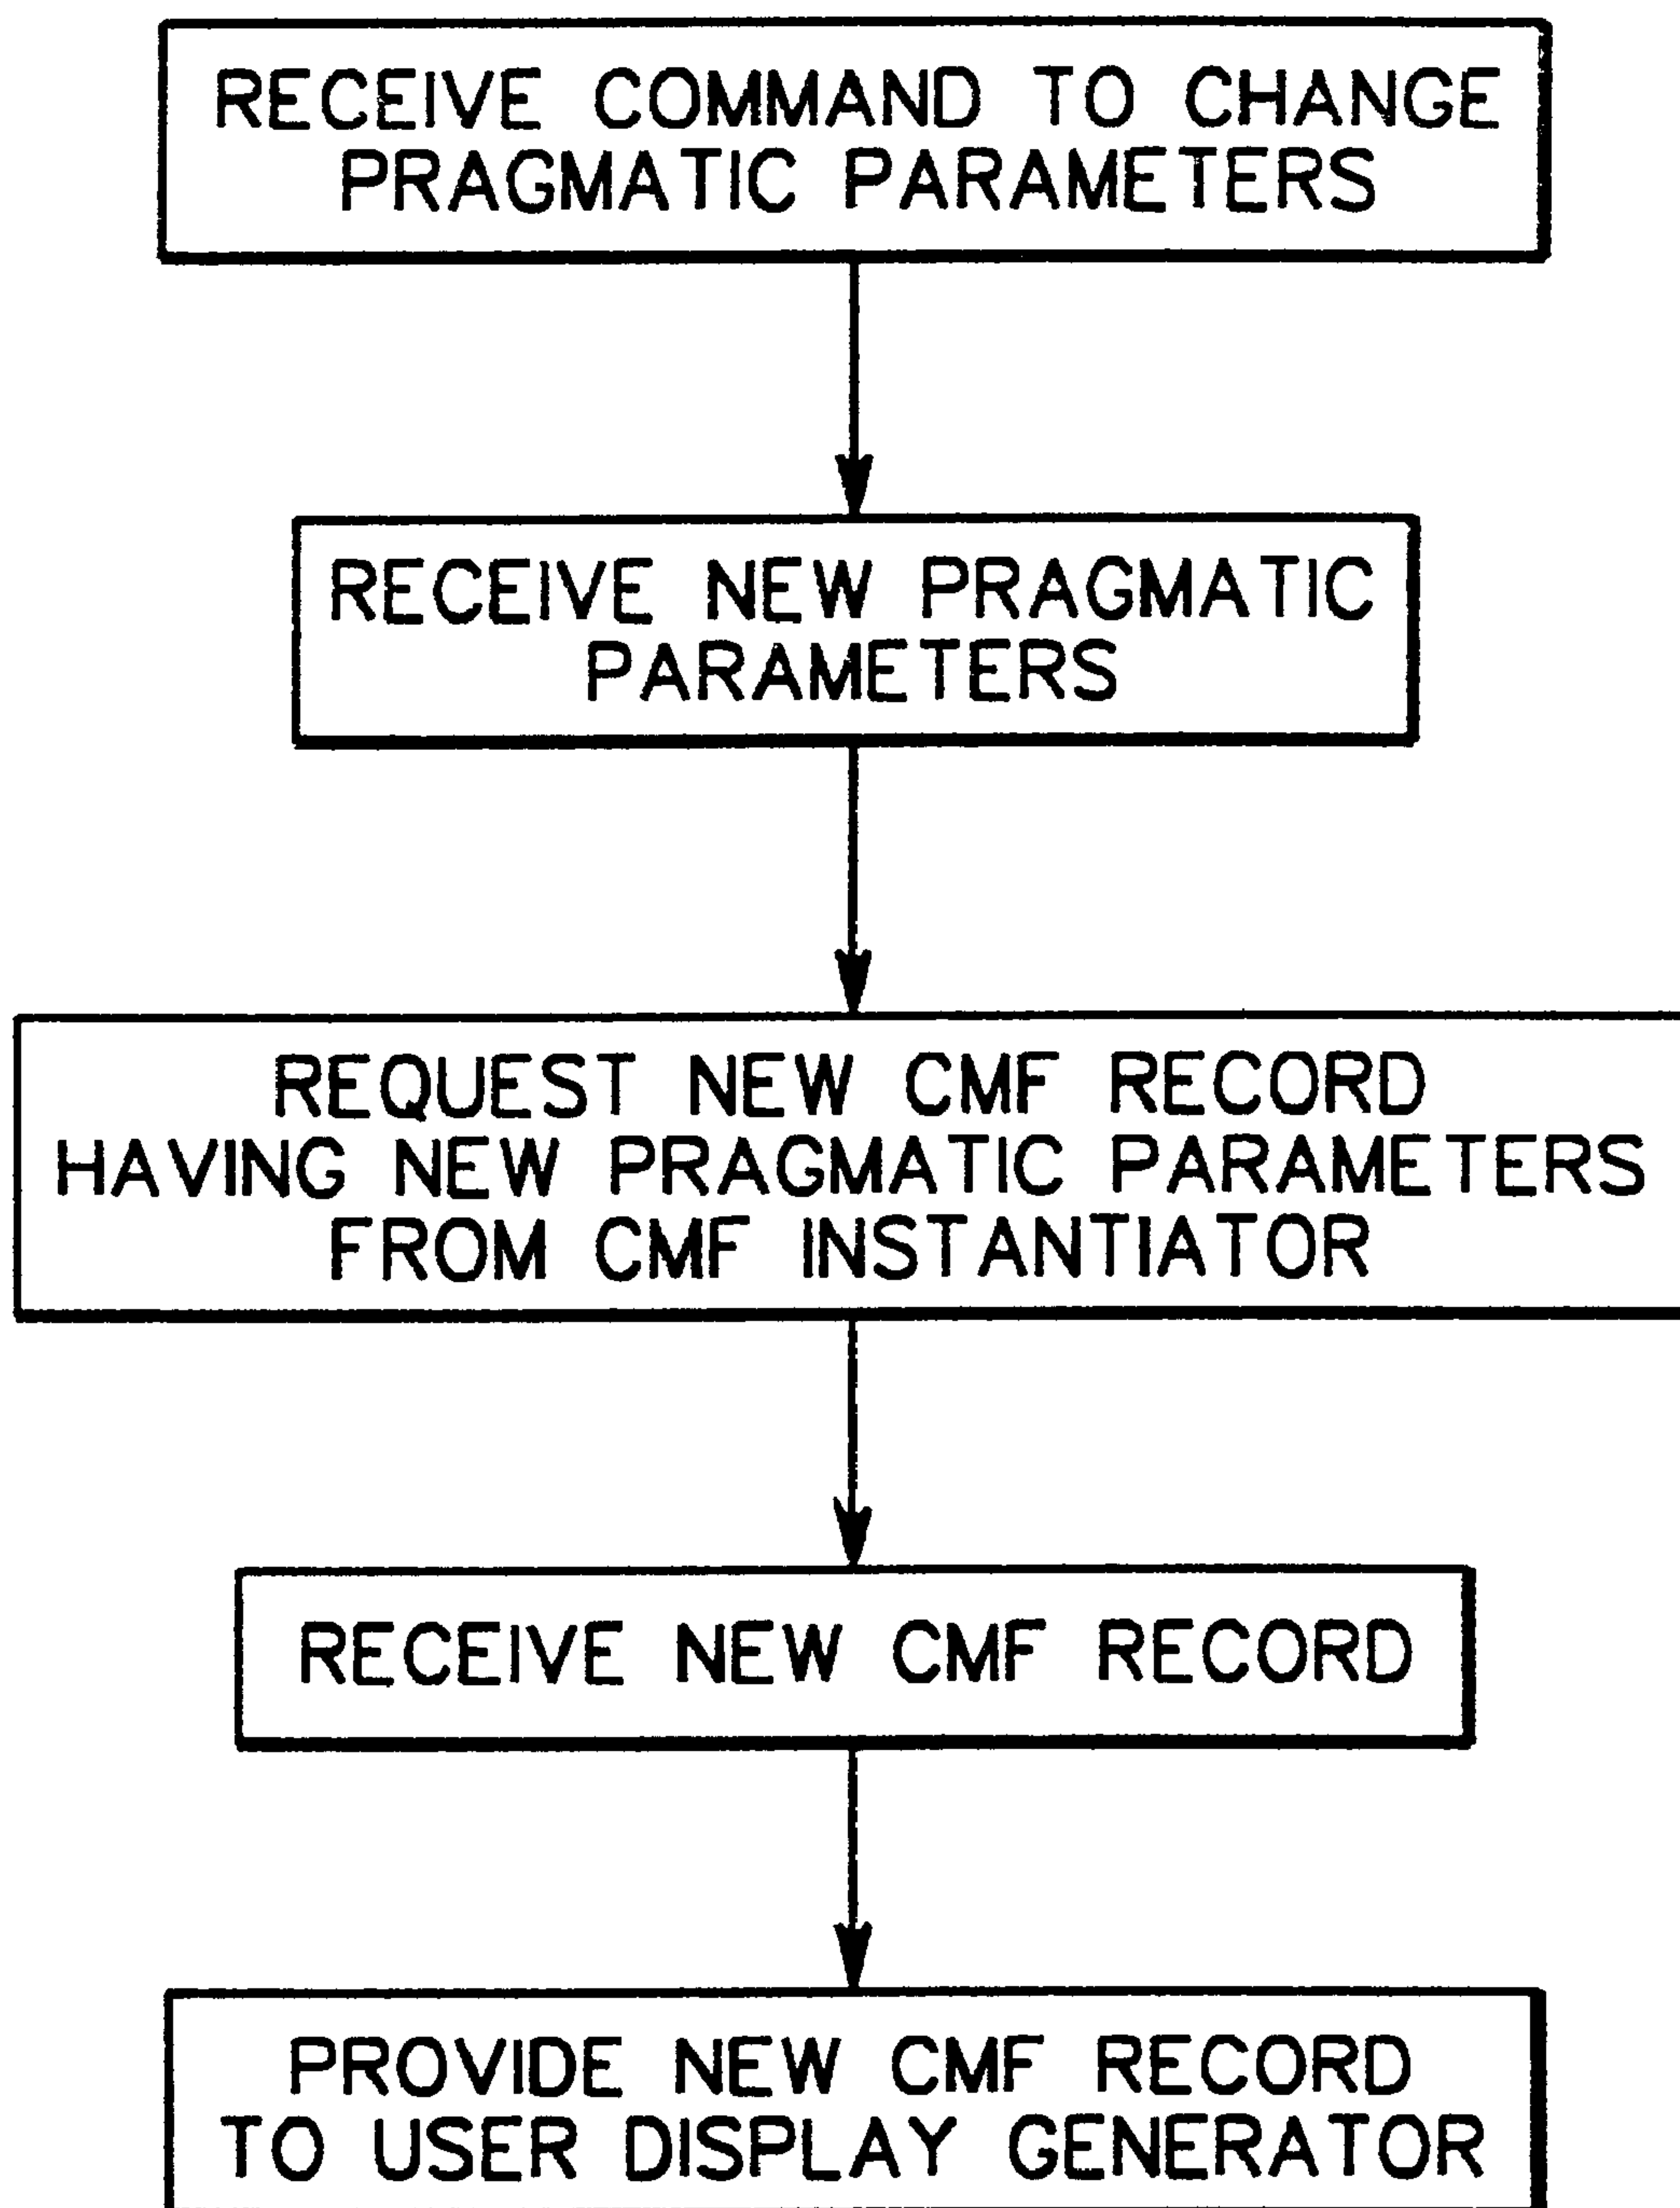 RECEIVE COMMAND TO CHANGE
PRAGMATIC PARAMETERS
RECEIVE NEW PRAGMATIC
PARAMETERS
REQUEST NEW CMF RECORD
HAVING NEW PRAGMATIC PARAMETERS
FROM CMF INSTANTIATOR
RECEIVE NEW CMF RECORD
PROVIDE NEW CMF RECORD
TO USER DISPLAY GENERATOR